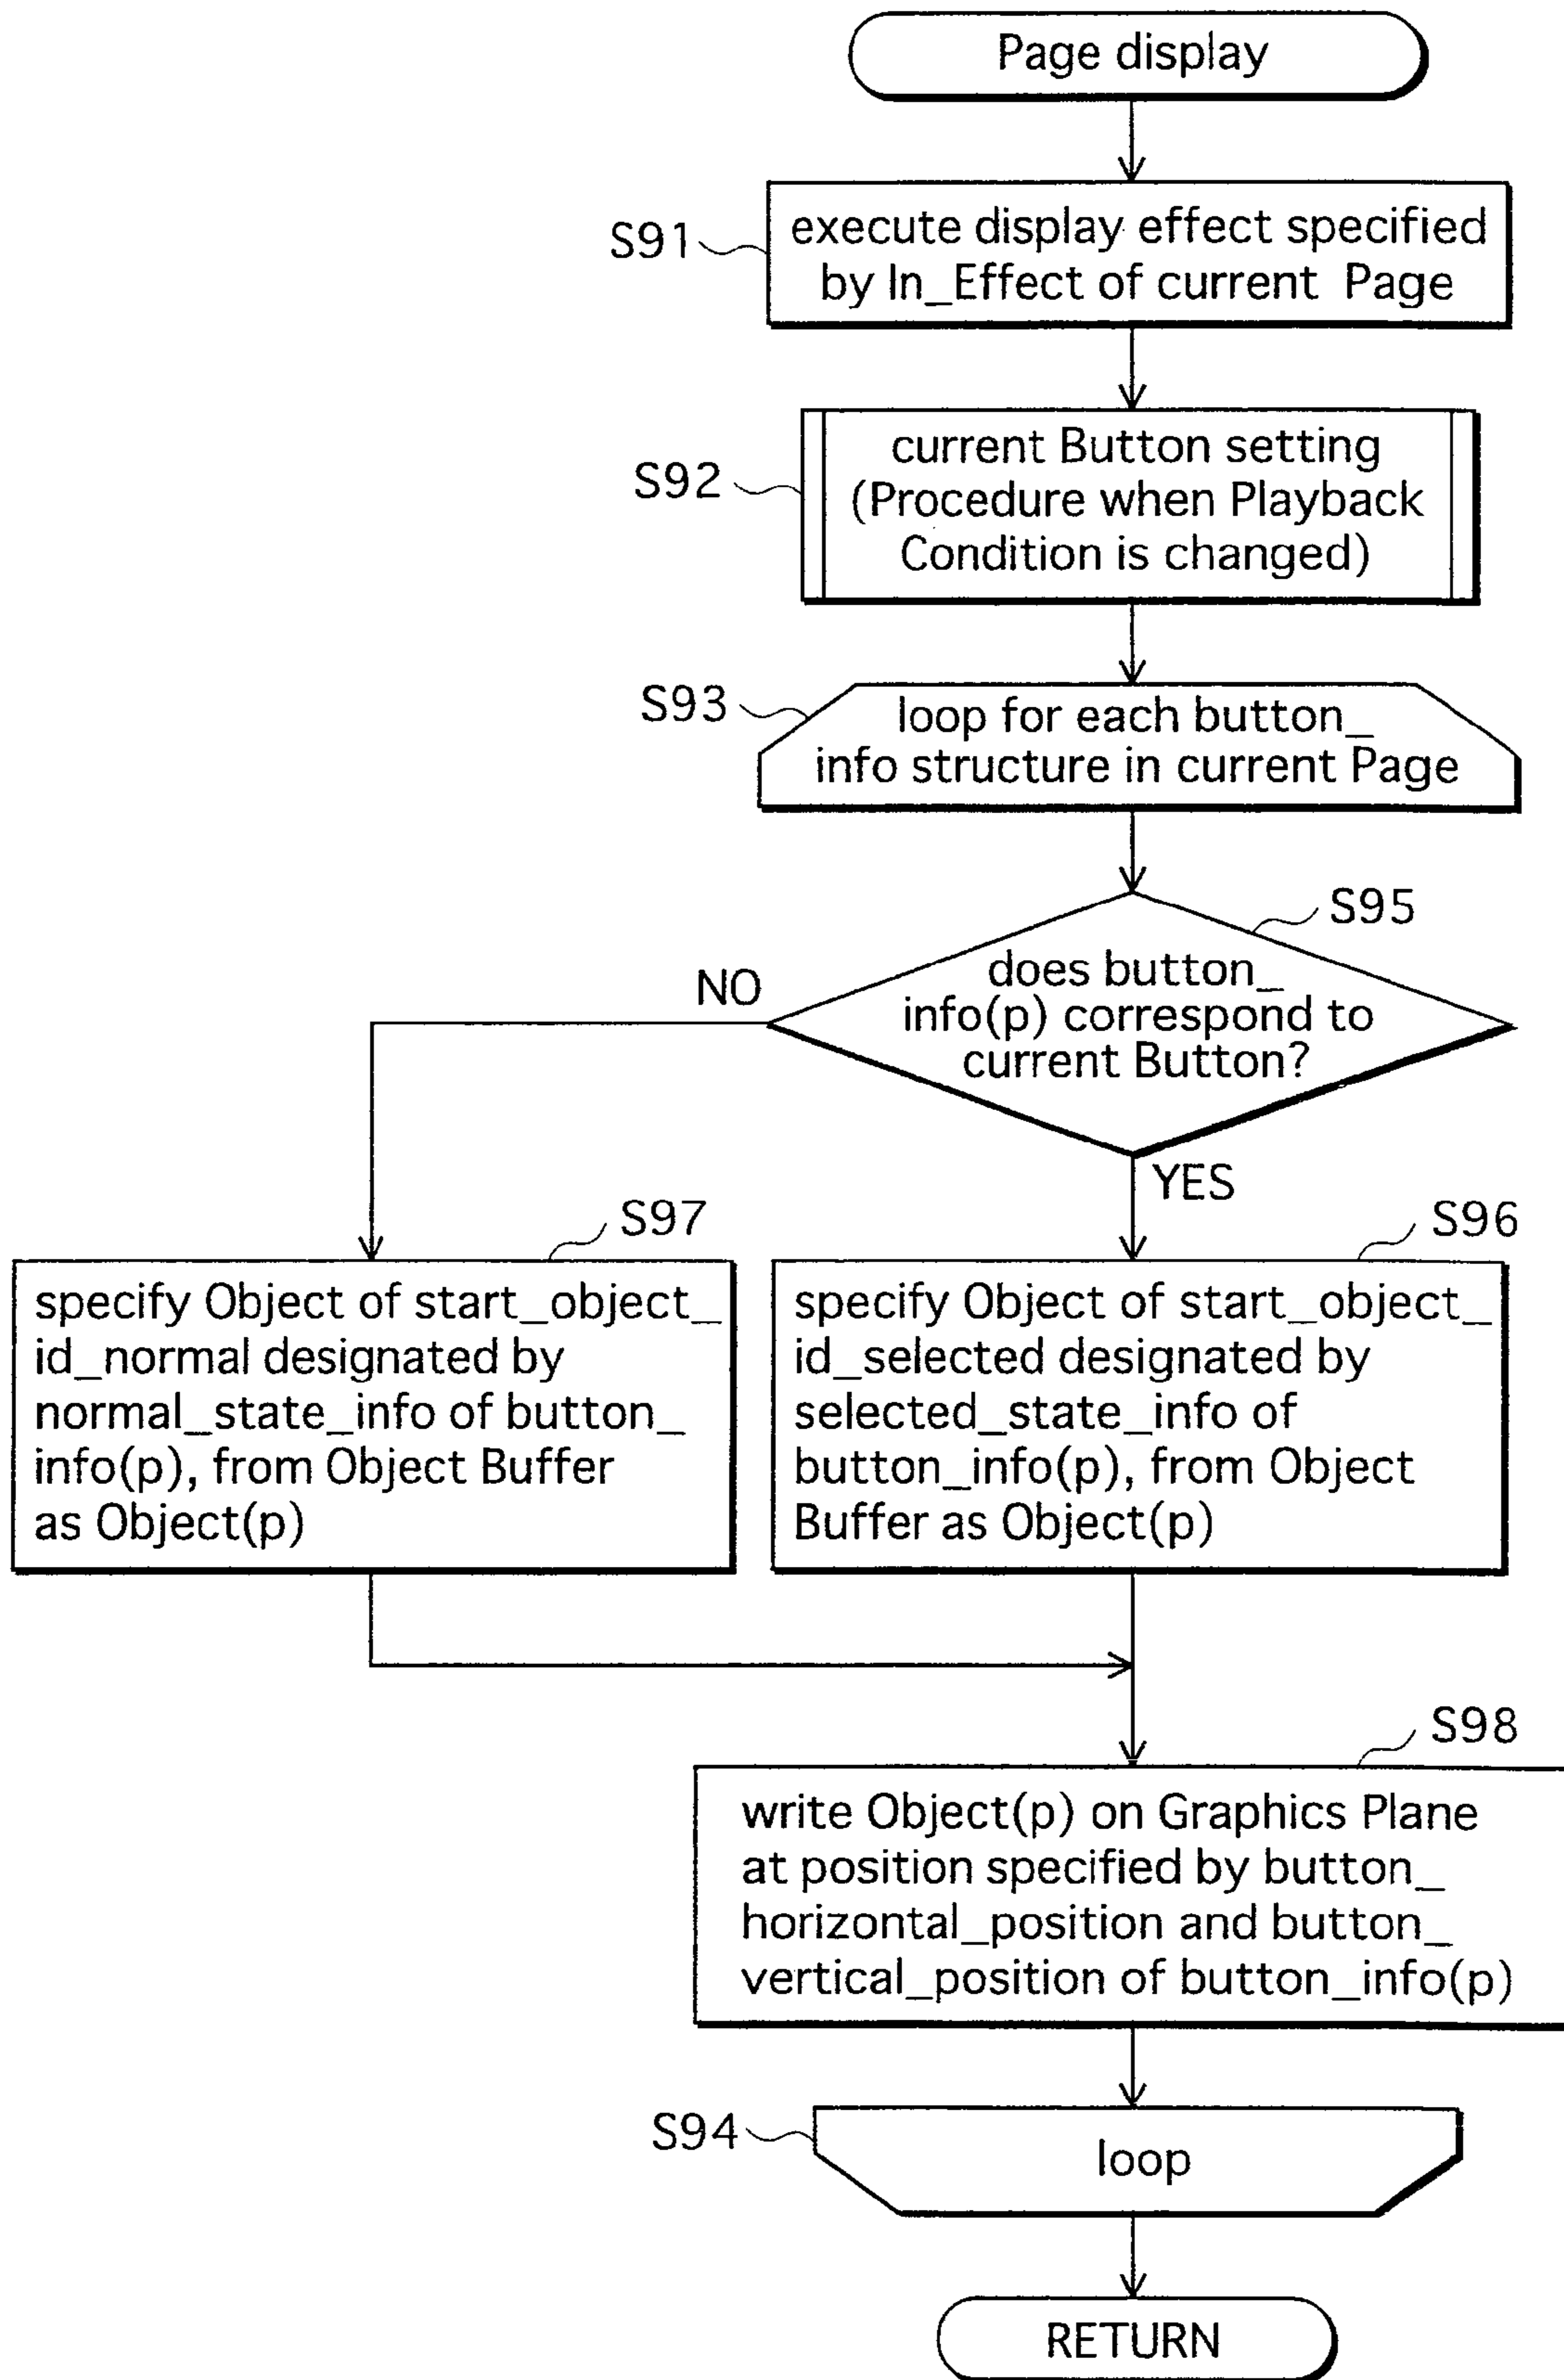 Page display
S91
execute display effect specified
by In_Effect of current Page
S92
current Button setting
(Procedure when Playback
Condition is changed)
S93
loop for each button_
info structure in current Page
S95
does button_
info(p) correspond to
current Button?
NO
YES
S97
specify Object of start_object_
id_normal designated by
normal_state_info of button_
info(p), from Object Buffer
as Object(p)
S96
specify Object of start_object_
id_selected designated by
selected_state_info of
button_info(p), from Object
Buffer as Object(p)
S98
write Object(p) on Graphics Plane
at position specified by button_
horizontal_position and button_
vertical_position of button_info(p)
S94
loop
RETURN